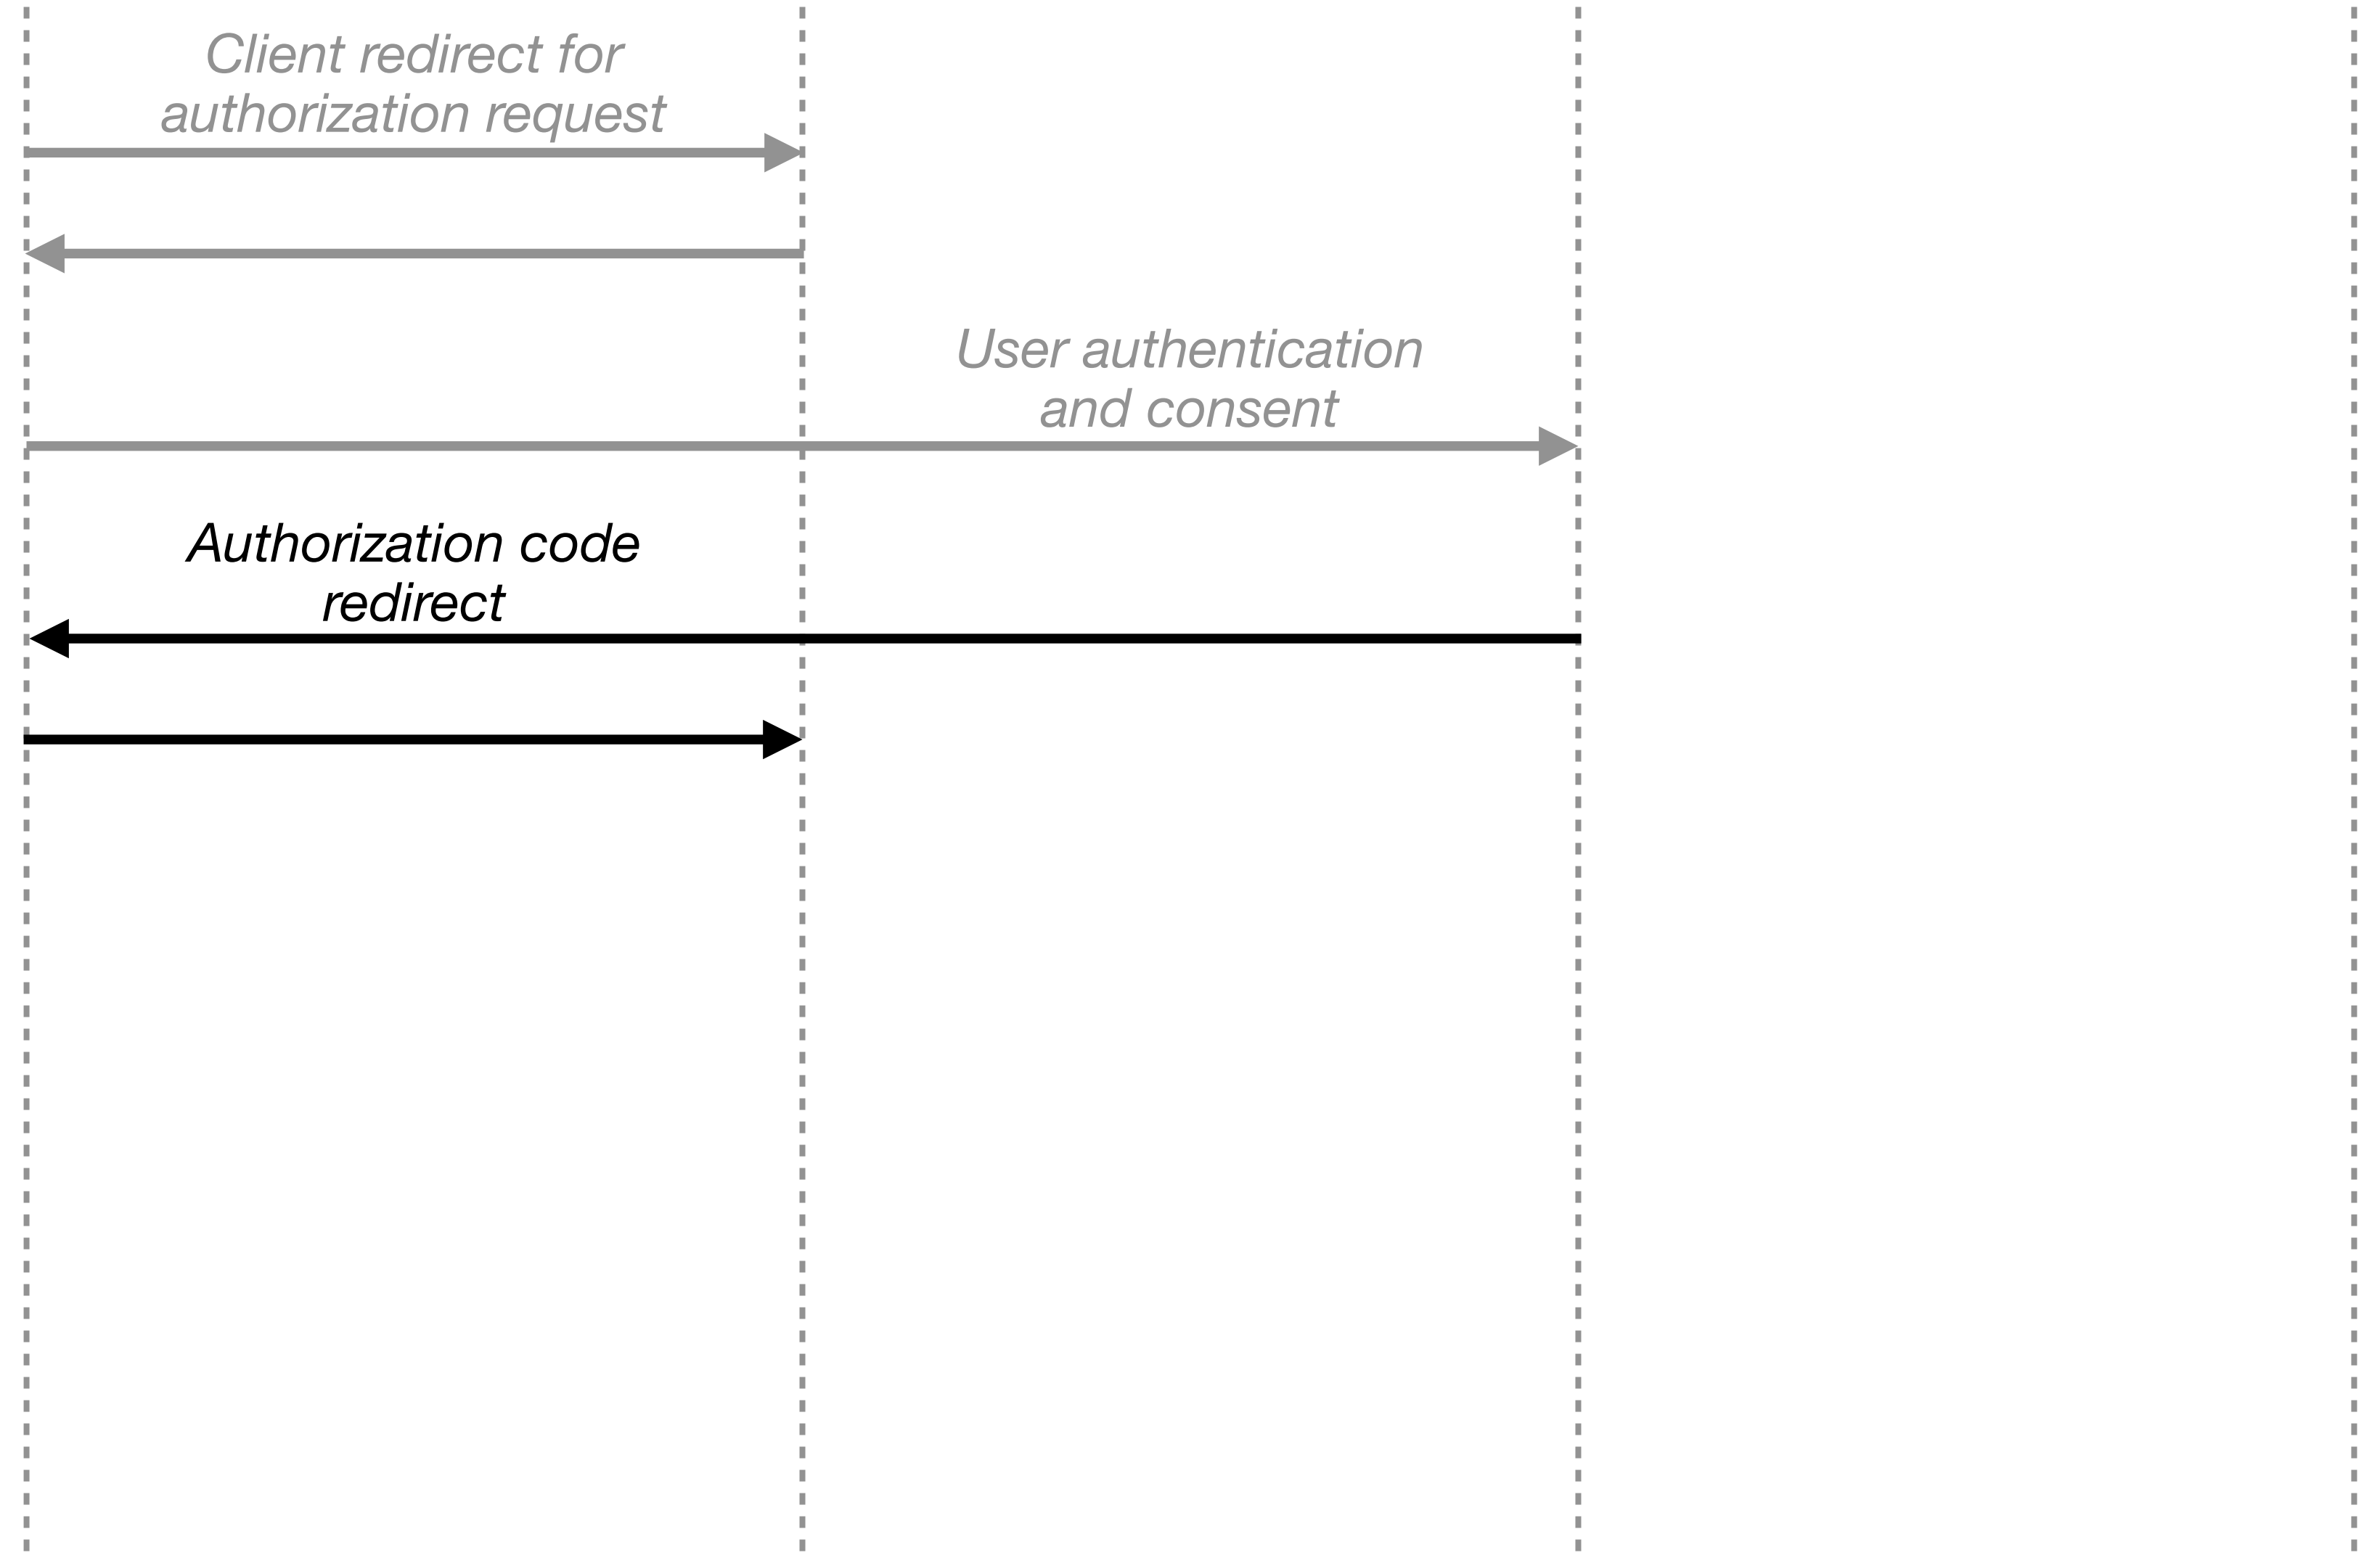 Client redirect for
authorization request
User authentication
and consent
Authorization code
redirect